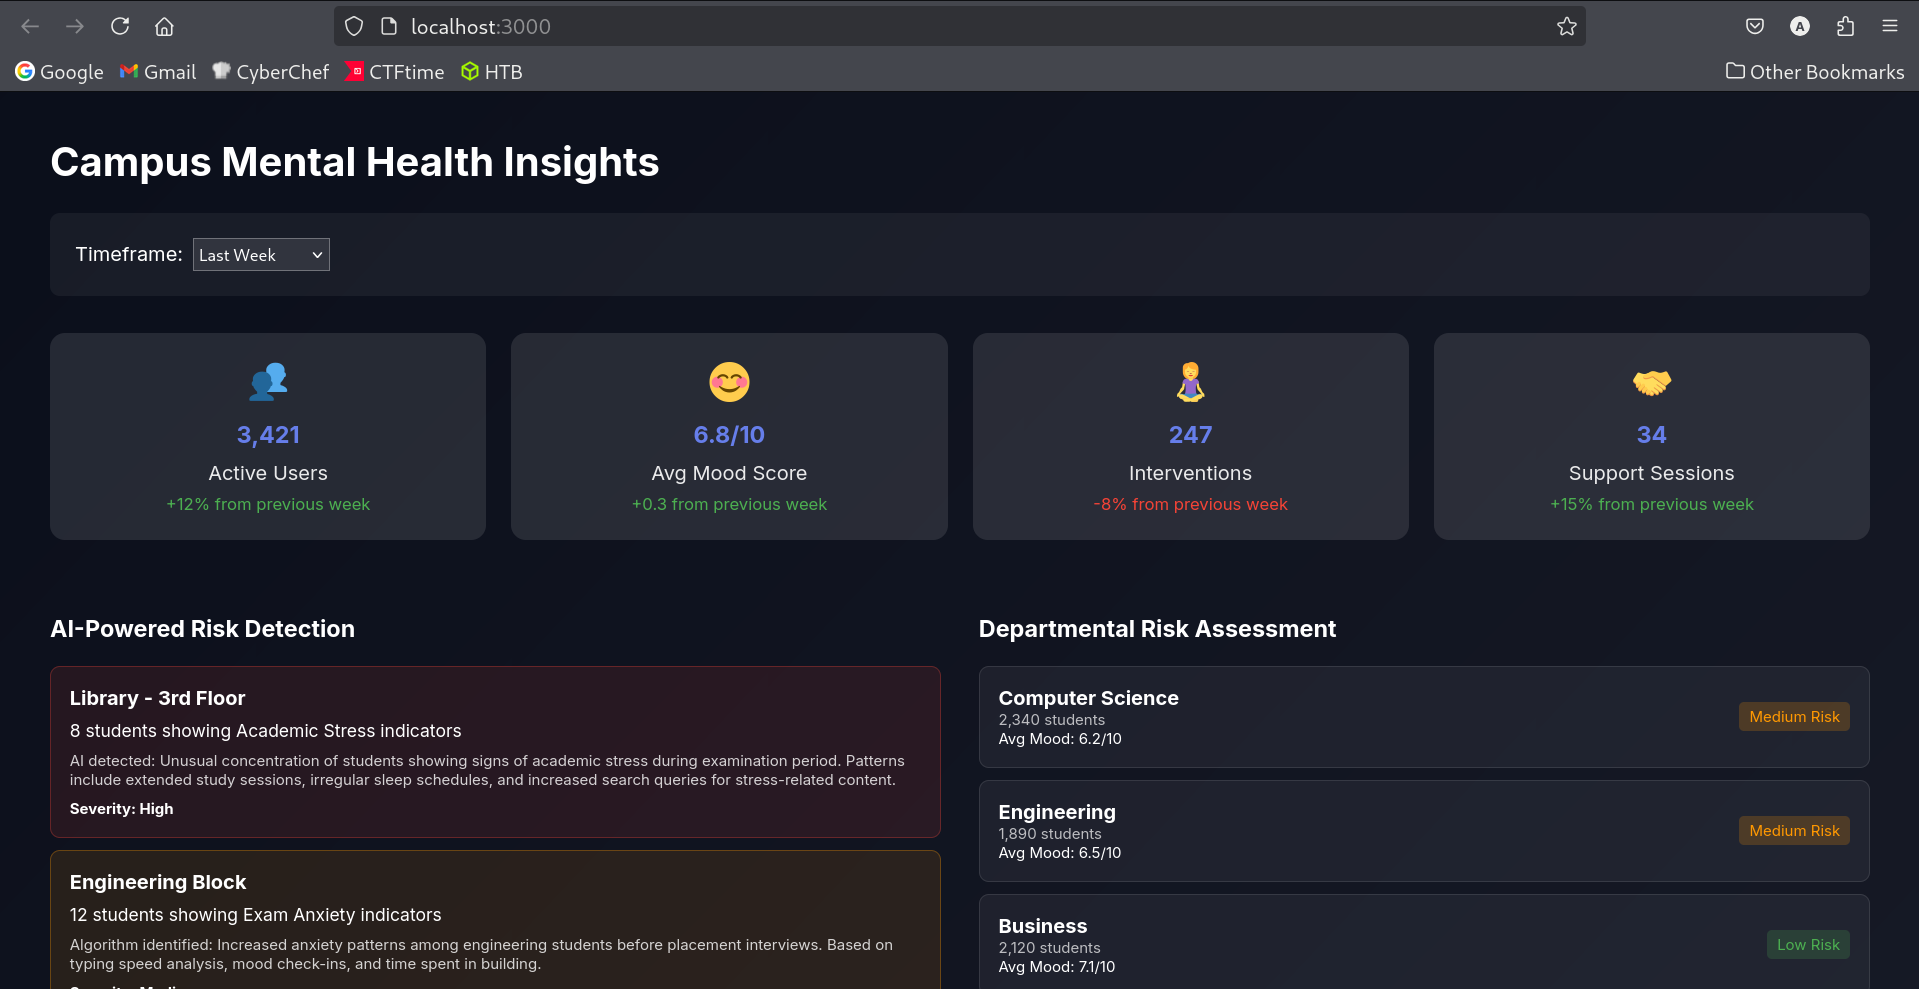 localhost:3000
Google Gmail CyberChef CTFtime HTB Other Bookmarks
Campus Mental Health Insights
Timeframe: Last Week
3,421
Active Users
+12% from previous week
6.8/10
Avg Mood Score
+0.3 from previous week
247
Interventions
-8% from previous week
34
Support Sessions
+15% from previous week
AI-Powered Risk Detection
Library - 3rd Floor
8 students showing Academic Stress indicators
AI detected: Unusual concentration of students showing signs of academic stress during examination period. Patterns
include extended study sessions, irregular sleep schedules, and increased search queries for stress-related content.
Severity: High
Engineering Block
12 students showing Exam Anxiety indicators
Algorithm identified: Increased anxiety patterns among engineering students before placement interviews. Based on
typing speed analysis, mood check-ins, and time spent in building.
Departmental Risk Assessment
Computer Science
2,340 students
Avg Mood: 6.2/10
Medium Risk
Engineering
1,890 students
Avg Mood: 6.5/10
Medium Risk
Business
2,120 students
Avg Mood: 7.1/10
Low Risk